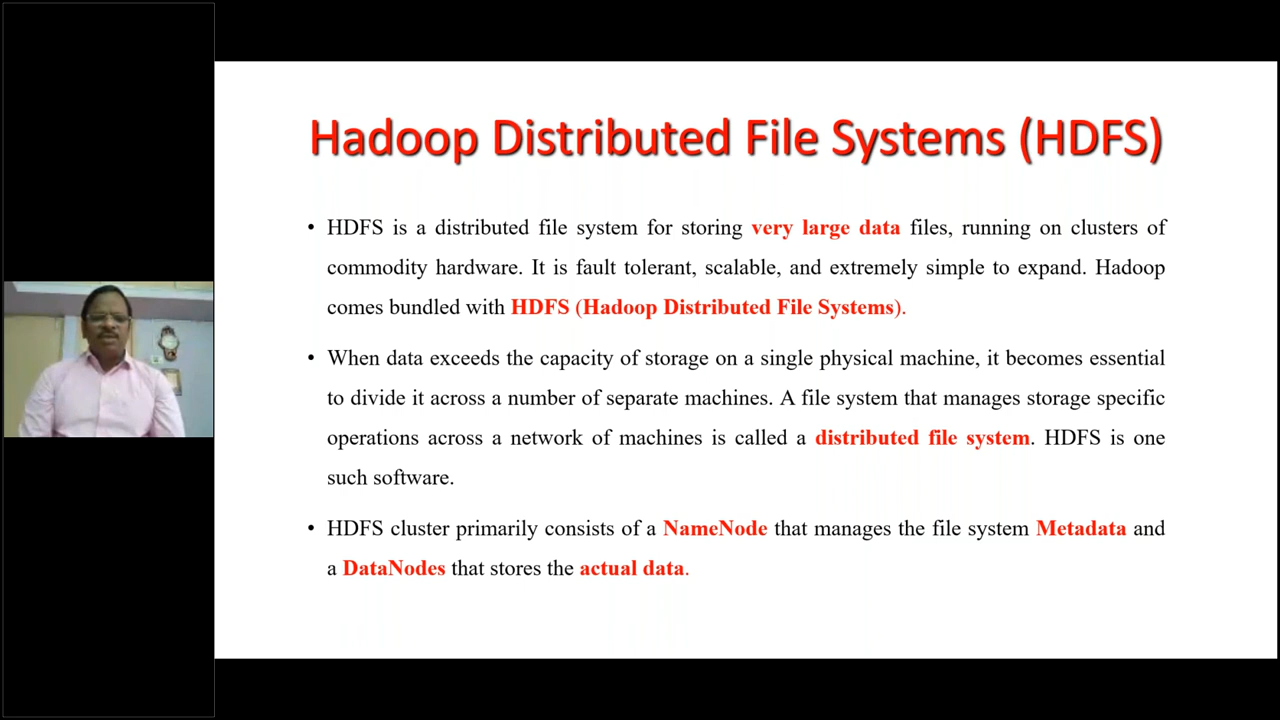 Hadoop Distributed File Systems (HDFS)
• HDFS is a distributed file system for storing very large data files, running on clusters of
commodity hardware. It is fault tolerant, scalable, and extremely simple to expand. Hadoop
comes bundled with HDFS (Hadoop Distributed File Systems).
• When data exceeds the capacity of storage on a single physical machine, it becomes essential
to divide it across a number of separate machines. A file system that manages storage specific
operations across a network of machines is called a distributed file system. HDFS is one
such software.
• HDFS cluster primarily consists of a NameNode that manages the file system Metadata and
a DataNodes that stores the actual data.